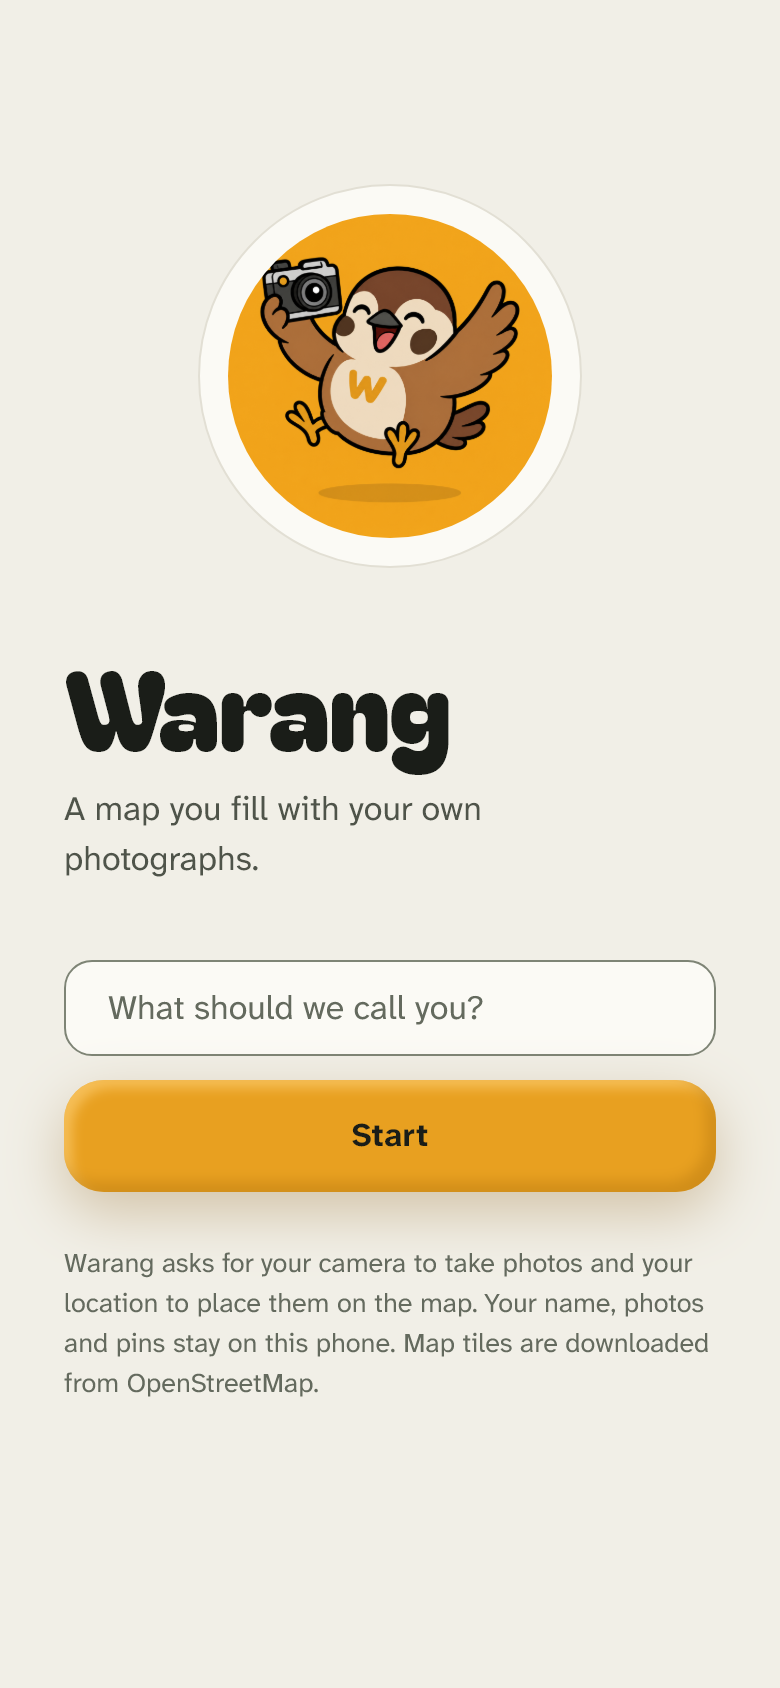 W
Warang
A map you fill with your own
photographs.
What should we call you?
Start
Warang asks for your camera to take photos and your
location to place them on the map. Your name, photos
and pins stay on this phone. Map tiles are downloaded
from OpenStreetMap.